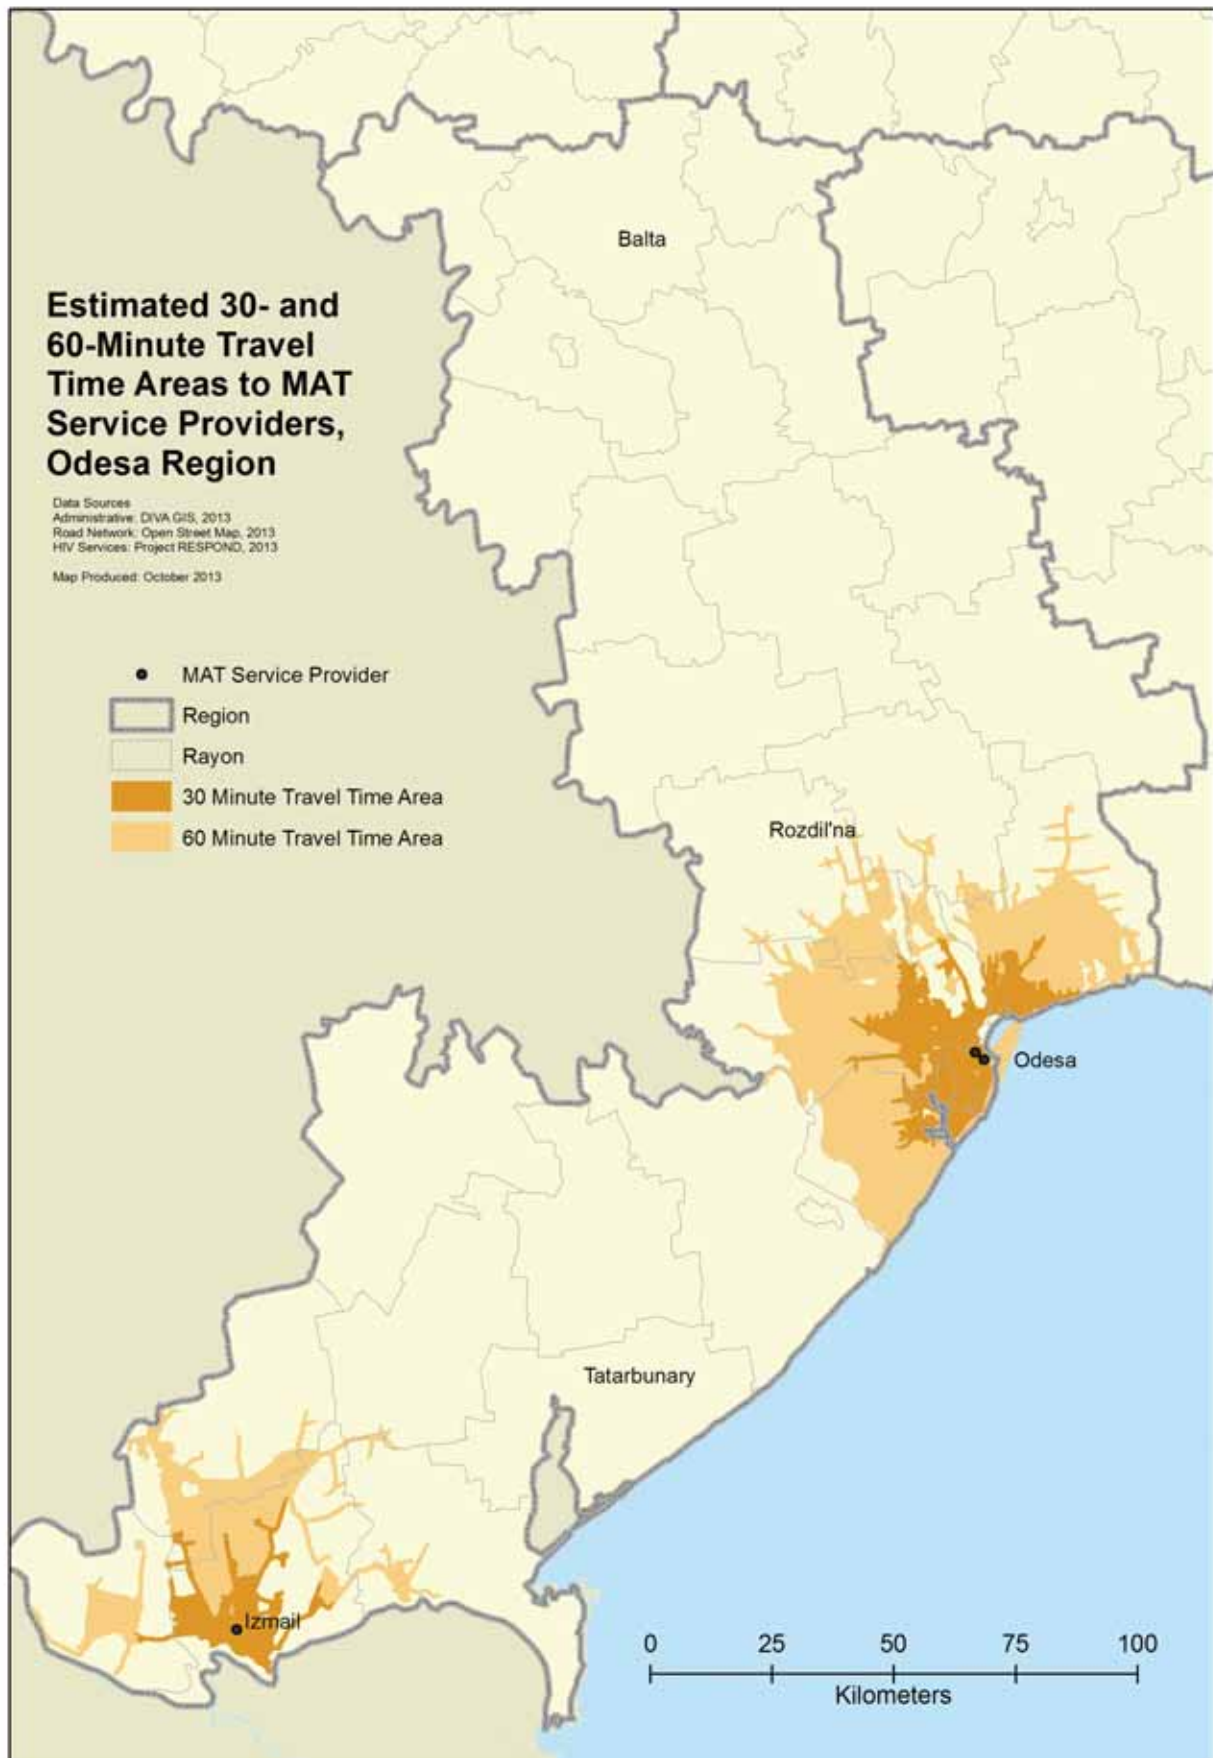 Balta
Estimated 30- and
60-Minute Travel
Time Areas to MAT
Service Providers,
Odesa Region
Data Sources
Administrative: DIVA GIS, 2013
Road Network: Open Street Map, 2013
HIV Services: Project RESPOND, 2013
Map Produced: October 2013
MAT Service Provider
Region
Rayon
30 Minute Travel Time Area
60 Minute Travel Time Area
Rozdil'na
Odesa
Tatarbunary
Izmail
0 25 50 75 100
Kilometers